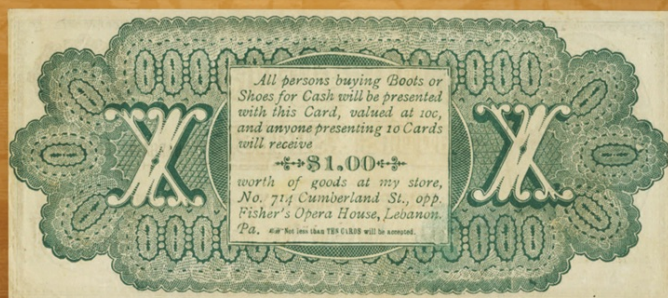 All persons buying Boots or
Shoes for Cash will be presented
with this Card, valued at 10c,
and anyone presenting 10 Cards
will receive
$1.00
worth of goods at my store,
No. 714 Cumberland St., opp.
Fisher's Opera House, Lebanon.
Pa. Not less than TEN CARDS will be accepted.
X X